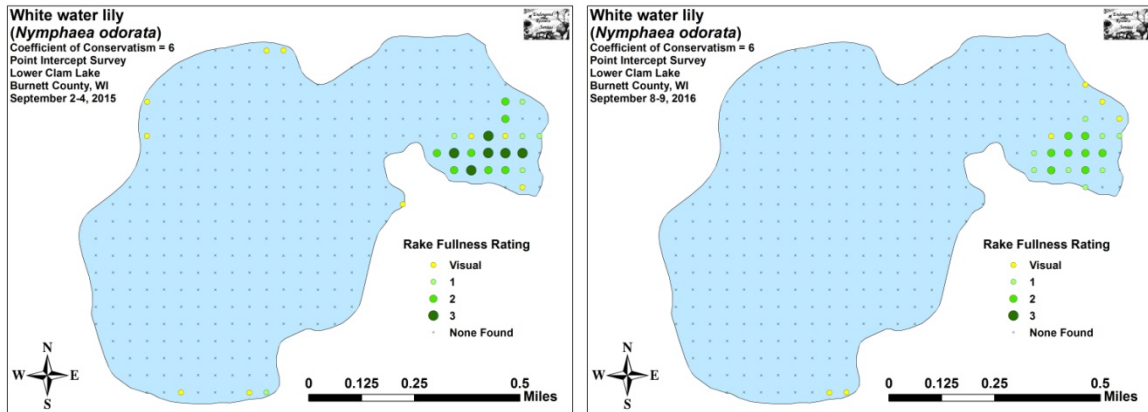 White water lily
(Nymphaea odorata)
Coefficient of Conservatism = 6
Point Intercept Survey
Lower Clam Lake
Burnett County, WI
September 2-4, 2015
Rake Fullness Rating
Visual
1
2
3
None Found
N
W E
S
0 0.125 0.25 0.5
Miles
White water lily
(Nymphaea odorata)
Coefficient of Conservatism = 6
Point Intercept Survey
Lower Clam Lake
Burnett County, WI
September 8-9, 2016
Rake Fullness Rating
Visual
1
2
3
None Found
N
W E
S
0 0.125 0.25 0.5
Miles